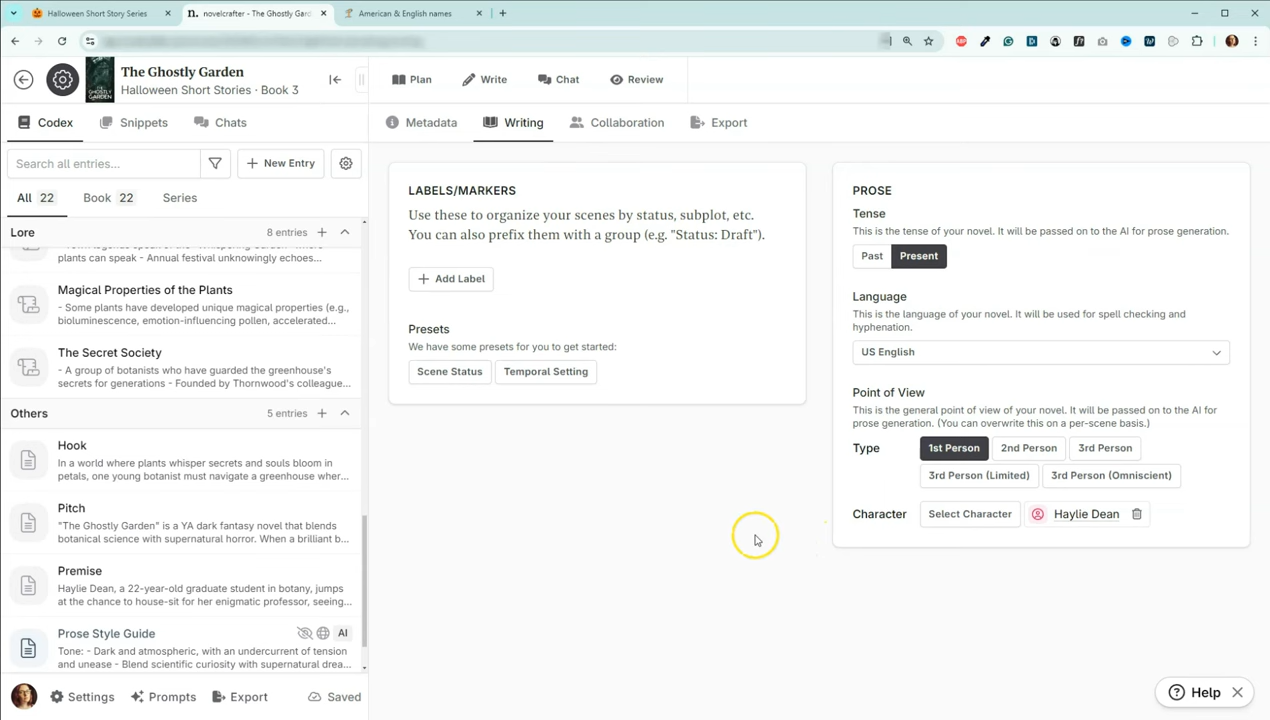 Halloween Short Story Series
novelcrafter - The Ghostly Gard
American & English names
The Ghostly Garden
Halloween Short Stories · Book 3
Plan
Write
Chat
Review
Codex
Snippets
Chats
Metadata
Writing
Collaboration
Export
Search all entries...
New Entry
All 22
Book 22
Series
Lore
8 entries
plants can speak - Annual festival unknowingly echoes...
Magical Properties of the Plants
- Some plants have developed unique magical properties (e.g.,
bioluminescence, emotion-influencing pollen, accelerated...
The Secret Society
- A group of botanists who have guarded the greenhouse's
secrets for generations - Founded by Thornwood's colleague...
Others
5 entries
Hook
In a world where plants whisper secrets and souls bloom in
petals, one young botanist must navigate a greenhouse wher...
Pitch
"The Ghostly Garden" is a YA dark fantasy novel that blends
botanical science with supernatural horror. When a brilliant b...
Premise
Haylie Dean, a 22-year-old graduate student in botany, jumps
at the chance to house-sit for her enigmatic professor, seeing...
Prose Style Guide
AI
Tone: - Dark and atmospheric, with an undercurrent of tension
and unease - Blend scientific curiosity with supernatural drea...
Settings
Prompts
Export
Saved
LABELS/MARKERS
Use these to organize your scenes by status, subplot, etc.
You can also prefix them with a group (e.g. "Status: Draft").
Add Label
Presets
We have some presets for you to get started:
Scene Status
Temporal Setting
PROSE
Tense
This is the tense of your novel. It will be passed on to the AI for prose generation.
Past
Present
Language
This is the language of your novel. It will be used for spell checking and
hyphenation.
US English
Point of View
This is the general point of view of your novel. It will be passed on to the AI for
prose generation. (You can overwrite this on a per-scene basis.)
Type
1st Person
2nd Person
3rd Person
3rd Person (Limited)
3rd Person (Omniscient)
Character
Select Character
Haylie Dean
Help